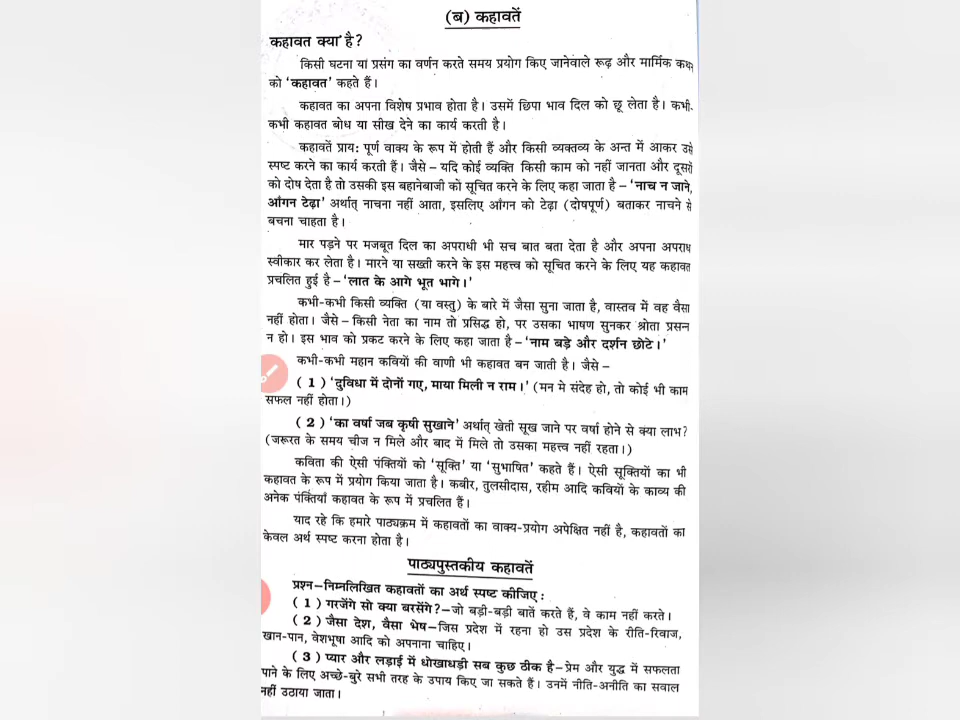 (ब) कहावतें
कहावत क्या है?
किसी घटना या प्रसंग का वर्णन करते समय प्रयोग किए जानेवाले रूढ़ और मार्मिक कथन
को ‘कहावत’ कहते हैं।
कहावत का अपना विशेष प्रभाव होता है। उसमें छिपा भाव दिल को छू लेता है। कभी-
कभी कहावत बोध या सीख देने का कार्य करती है।
कहावतें प्राय: पूर्ण वाक्य के रूप में होती हैं और किसी व्यक्तव्य के अन्त में आकर उसे
स्पष्ट करने का कार्य करती हैं। जैसे – यदि कोई व्यक्ति किसी काम को नहीं जानता और दूसरों
को दोष देता है तो उसकी इस बहानेबाजी को सूचित करने के लिए कहा जाता है – ‘नाच न जाने,
आँगन टेढ़ा’ अर्थात् नाचना नहीं आता, इसलिए आँगन को टेढ़ा (दोषपूर्ण) बताकर नाचने से
बचना चाहता है।
मार पड़ने पर मजबूत दिल का अपराधी भी सच बात बता देता है और अपना अपराध
स्वीकार कर लेता है। मारने या सख्ती करने के इस महत्त्व को सूचित करने के लिए यह कहावत
प्रचलित हुई है – ‘लात के आगे भूत भागे।’
कभी-कभी किसी व्यक्ति (या वस्तु) के बारे में जैसा सुना जाता है, वास्तव में वह वैसा
नहीं होता। जैसे – किसी नेता का नाम तो प्रसिद्ध हो, पर उसका भाषण सुनकर श्रोता प्रसन्न
न हो। इस भाव को प्रकट करने के लिए कहा जाता है – ‘नाम बड़े और दर्शन छोटे।’
कभी-कभी महान कवियों की वाणी भी कहावत बन जाती है। जैसे –
( 1 ) ‘दुविधा में दोनों गए, माया मिली न राम।’ (मन मे संदेह हो, तो कोई भी काम
सफल नहीं होता।)
( 2 ) ‘का वर्षा जब कृषी सुखाने’ अर्थात् खेती सूख जाने पर वर्षा होने से क्या लाभ?
(जरूरत के समय चीज न मिले और बाद में मिले तो उसका महत्त्व नहीं रहता।)
कविता की ऐसी पंक्तियों को ‘सूक्ति’ या ‘सुभाषित’ कहते हैं। ऐसी सूक्तियों का भी
कहावत के रूप में प्रयोग किया जाता है। कबीर, तुलसीदास, रहीम आदि कवियों के काव्य की
अनेक पंक्तियाँ कहावत के रूप में प्रचलित हैं।
याद रहे कि हमारे पाठ्यक्रम में कहावतों का वाक्य-प्रयोग अपेक्षित नहीं है, कहावतों का
केवल अर्थ स्पष्ट करना होता है।
पाठ्यपुस्तकीय कहावतें
प्रश्न–निम्नलिखित कहावतों का अर्थ स्पष्ट कीजिए :
( 1 ) गरजेंगे सो क्या बरसेंगे?–जो बड़ी-बड़ी बातें करते हैं, वे काम नहीं करते।
( 2 ) जैसा देश, वैसा भेष–जिस प्रदेश में रहना हो उस प्रदेश के रीति-रिवाज,
खान-पान, वेशभूषा आदि को अपनाना चाहिए।
( 3 ) प्यार और लड़ाई में धोखाधड़ी सब कुछ ठीक है–प्रेम और युद्ध में सफलता
पाने के लिए अच्छे-बुरे सभी तरह के उपाय किए जा सकते हैं। उनमें नीति-अनीति का सवाल
नहीं उठाया जाता।